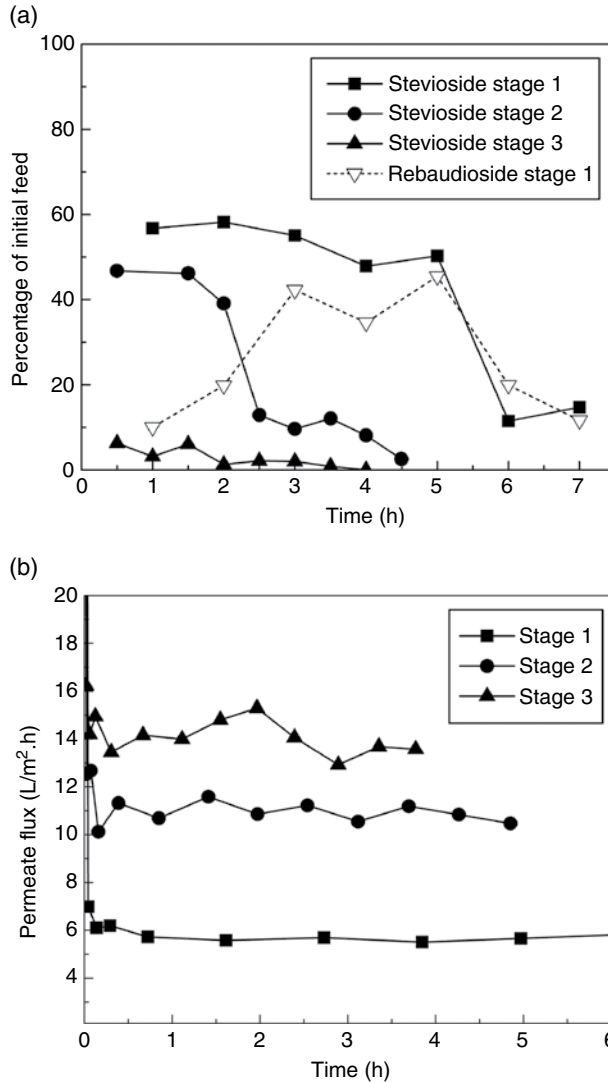 (a)
100
80
60
40
20
0
Percentage of initial feed
Stevioside stage 1
Stevioside stage 2
Stevioside stage 3
Rebaudioside stage 1
0 1 2 3 4 5 6 7
Time (h)
(b)
20
18
16
14
12
10
8
6
4
Permeate flux (L/m².h)
Stage 1
Stage 2
Stage 3
0 1 2 3 4 5 6
Time (h)